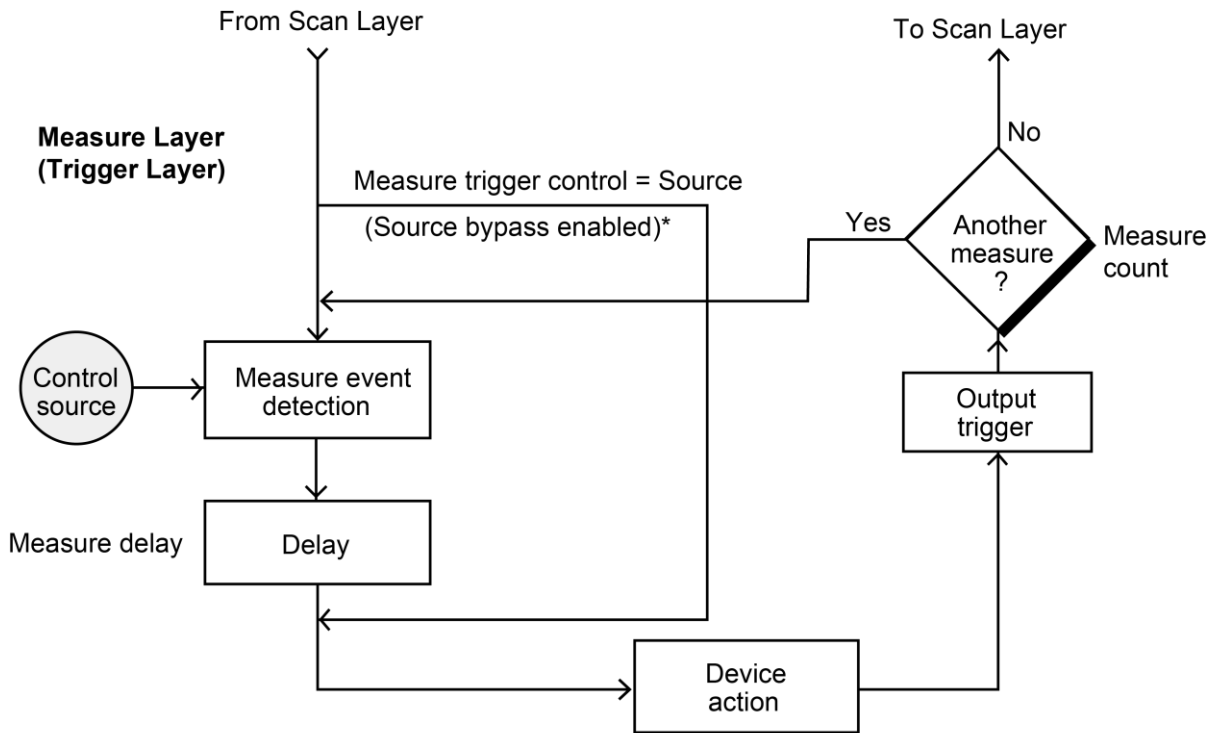 From Scan Layer
To Scan Layer
Measure Layer
(Trigger Layer)
No
Measure trigger control = Source
(Source bypass enabled)*
Yes
Another
measure
?
Measure
count
Control
source
Measure event
detection
Output
trigger
Measure delay
Delay
Device
action